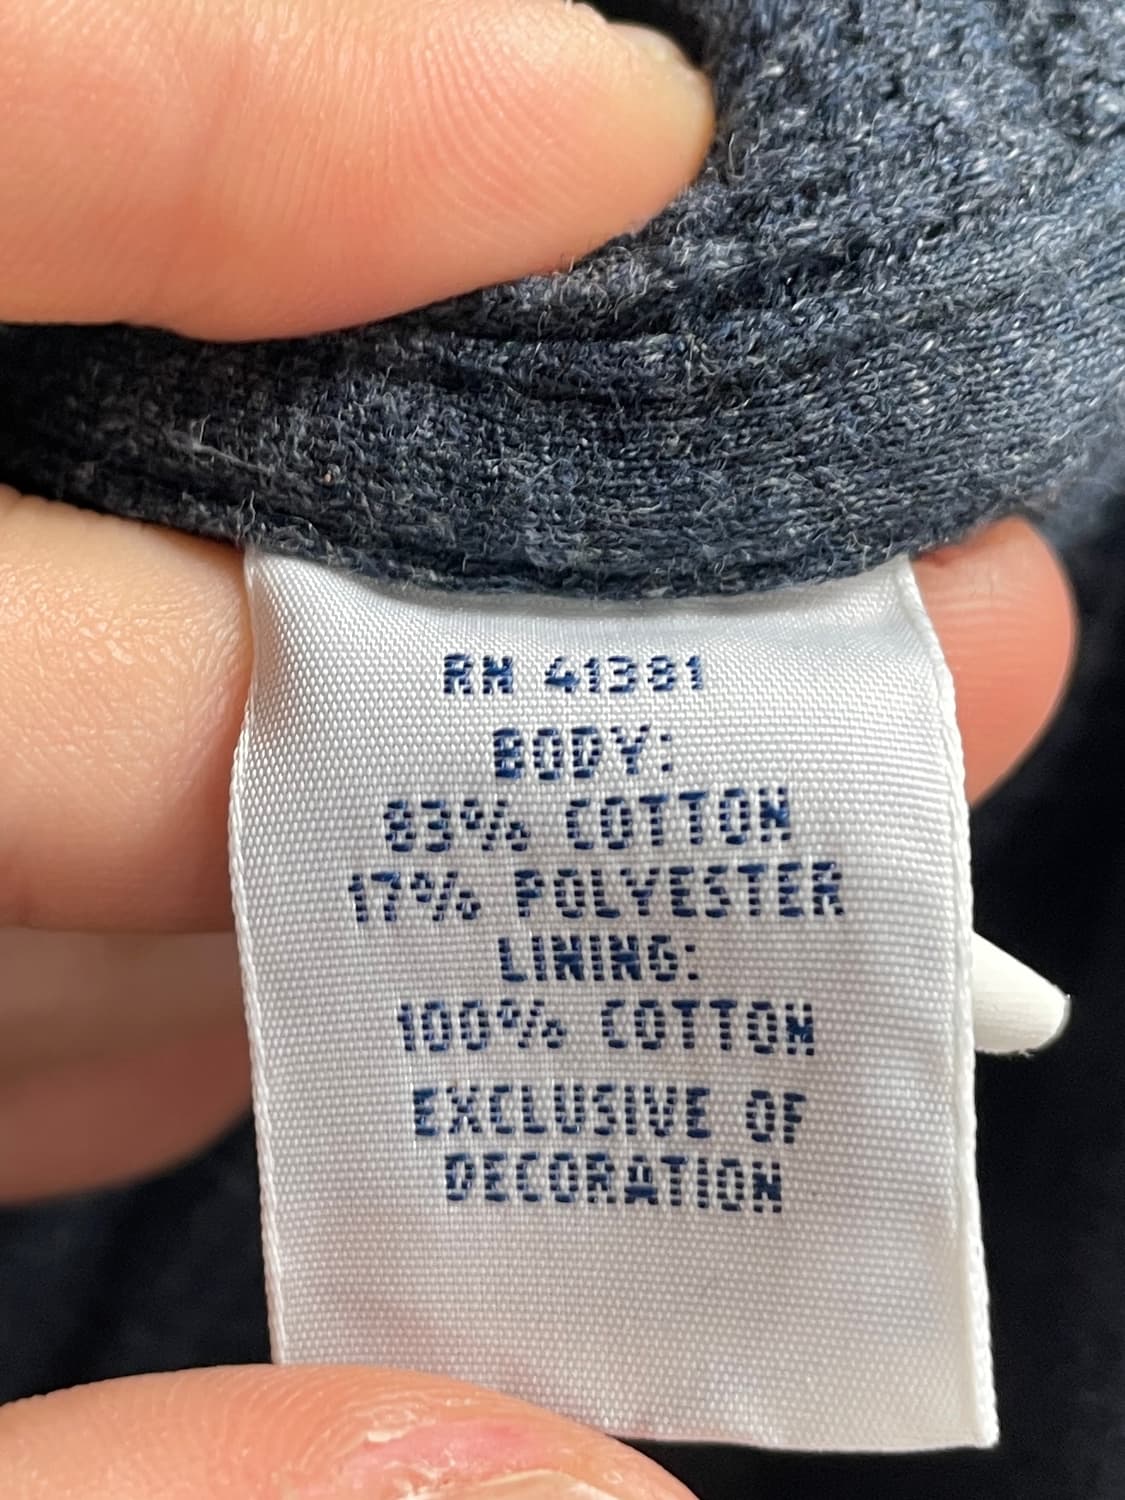 RN 41381
BODY:
83% COTTON
17% POLYESTER
LINING:
100% COTTON
EXCLUSIVE OF
DECORATION